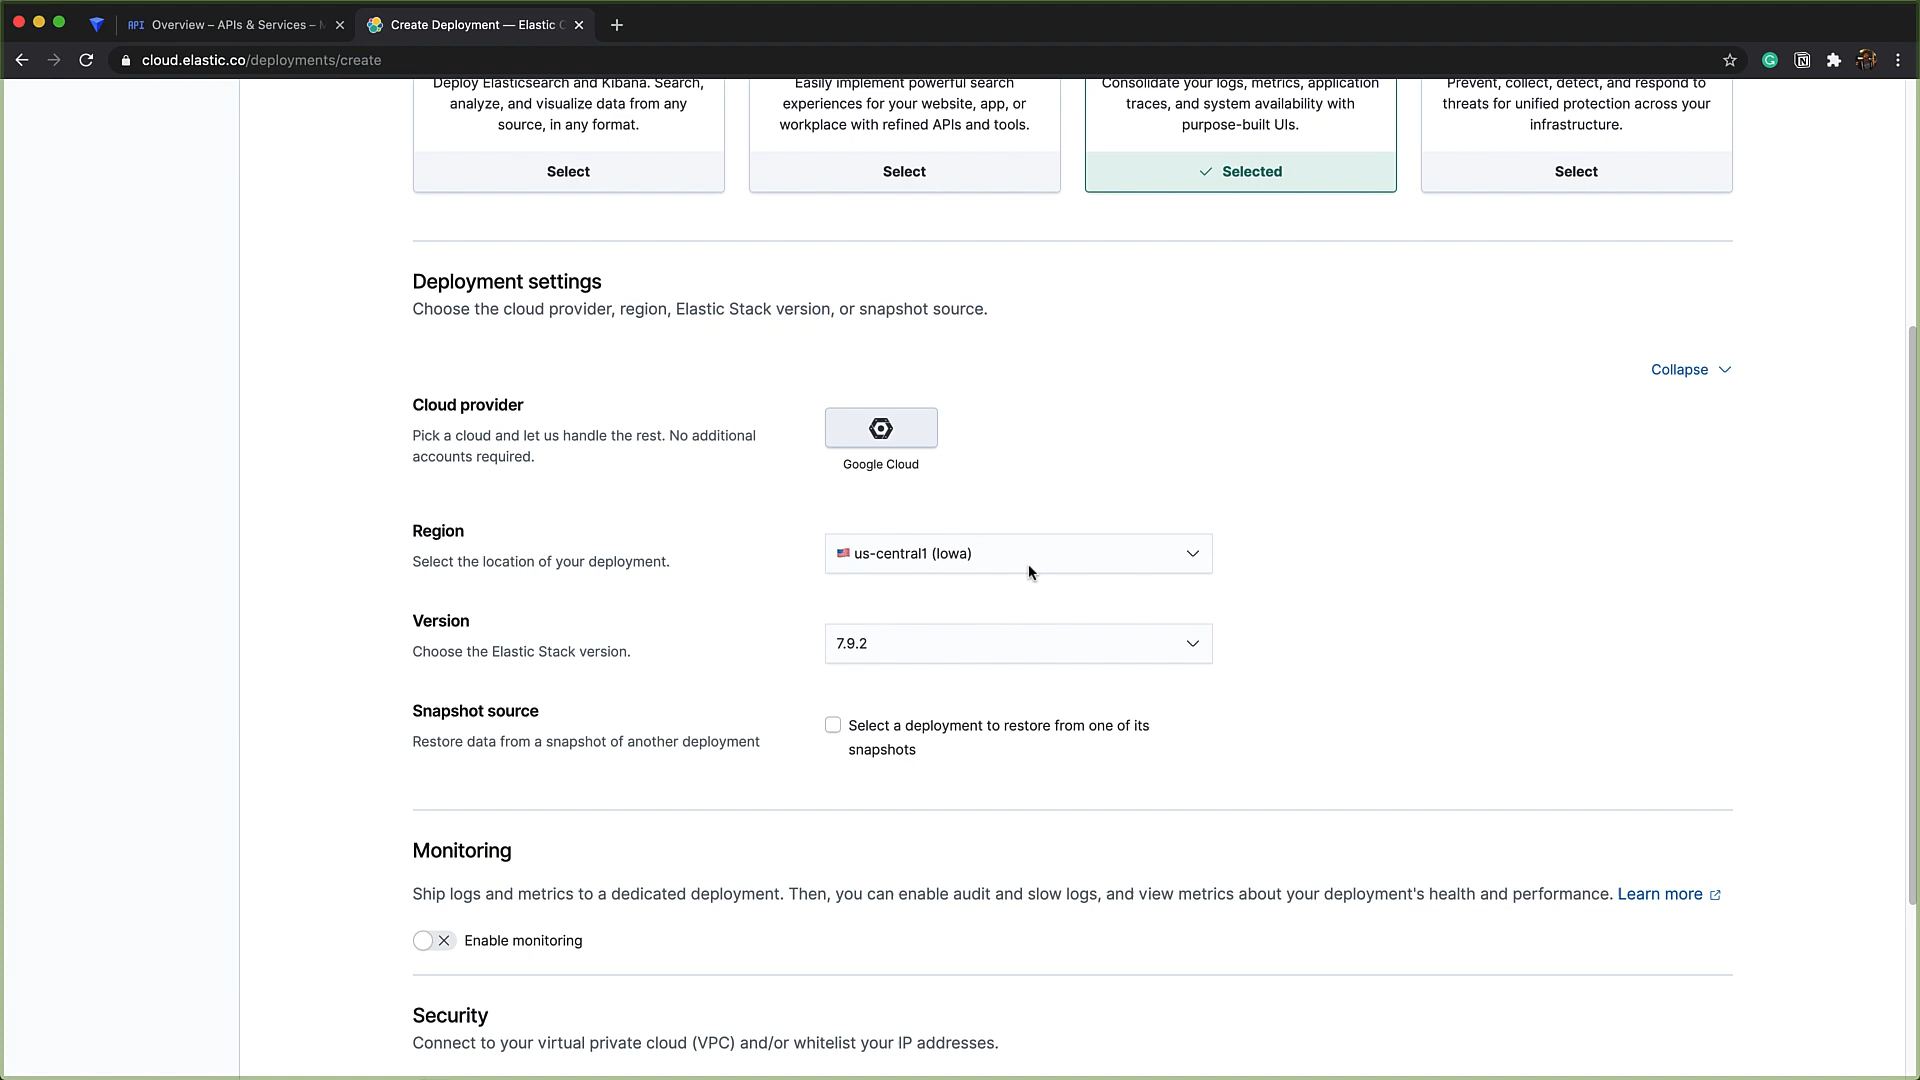 API Overview – APIs & Services –
Create Deployment — Elastic
cloud.elastic.co/deployments/create
Deploy Elasticsearch and Kibana. Search,
analyze, and visualize data from any
source, in any format.
Select
Easily implement powerful search
experiences for your website, app, or
workplace with refined APIs and tools.
Select
Consolidate your logs, metrics, application
traces, and system availability with
purpose-built UIs.
Selected
Prevent, collect, detect, and respond to
threats for unified protection across your
infrastructure.
Select
Deployment settings
Choose the cloud provider, region, Elastic Stack version, or snapshot source.
Collapse
Cloud provider
Pick a cloud and let us handle the rest. No additional
accounts required.
Google Cloud
Region
Select the location of your deployment.
us-central1 (Iowa)
Version
Choose the Elastic Stack version.
7.9.2
Snapshot source
Restore data from a snapshot of another deployment
Select a deployment to restore from one of its
snapshots
Monitoring
Ship logs and metrics to a dedicated deployment. Then, you can enable audit and slow logs, and view metrics about your deployment's health and performance. Learn more
Enable monitoring
Security
Connect to your virtual private cloud (VPC) and/or whitelist your IP addresses.